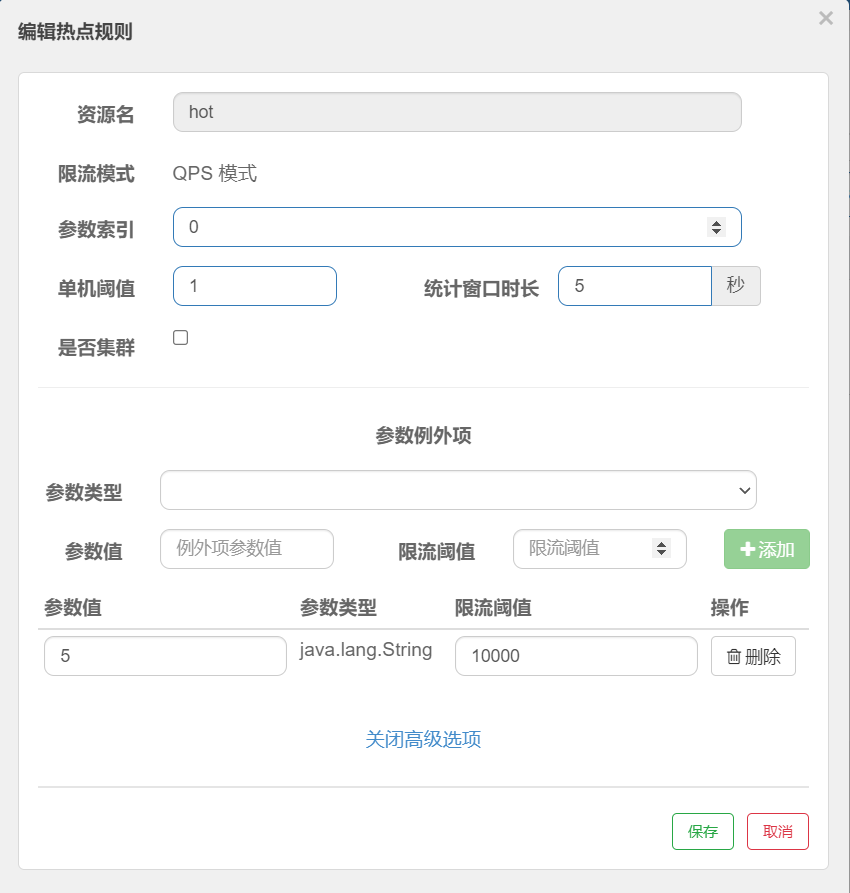 编辑热点规则 ×
资源名 hot
限流模式 QPS 模式
参数索引 0
单机阈值 1 统计窗口时长 5 秒
是否集群
参数例外项
参数类型
参数值 例外项参数值 限流阈值 限流阈值 添加
参数值 参数类型 限流阈值 操作
5 java.lang.String 10000 删除
关闭高级选项
保存 取消